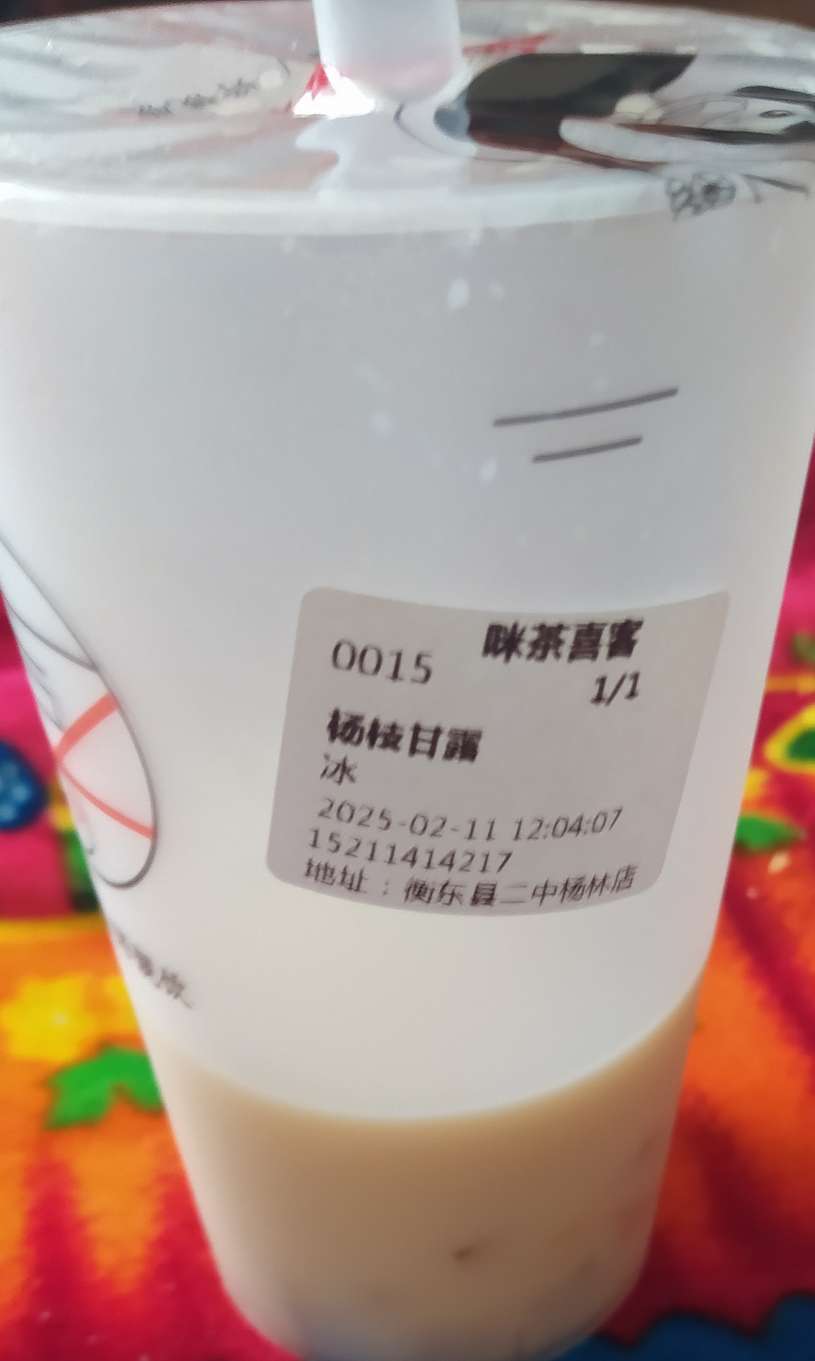 0015 咪茶喜客
1/1
杨枝甘露
冰
2025-02-11 12:04:07
15211414217
地址：衡东县二中杨林店